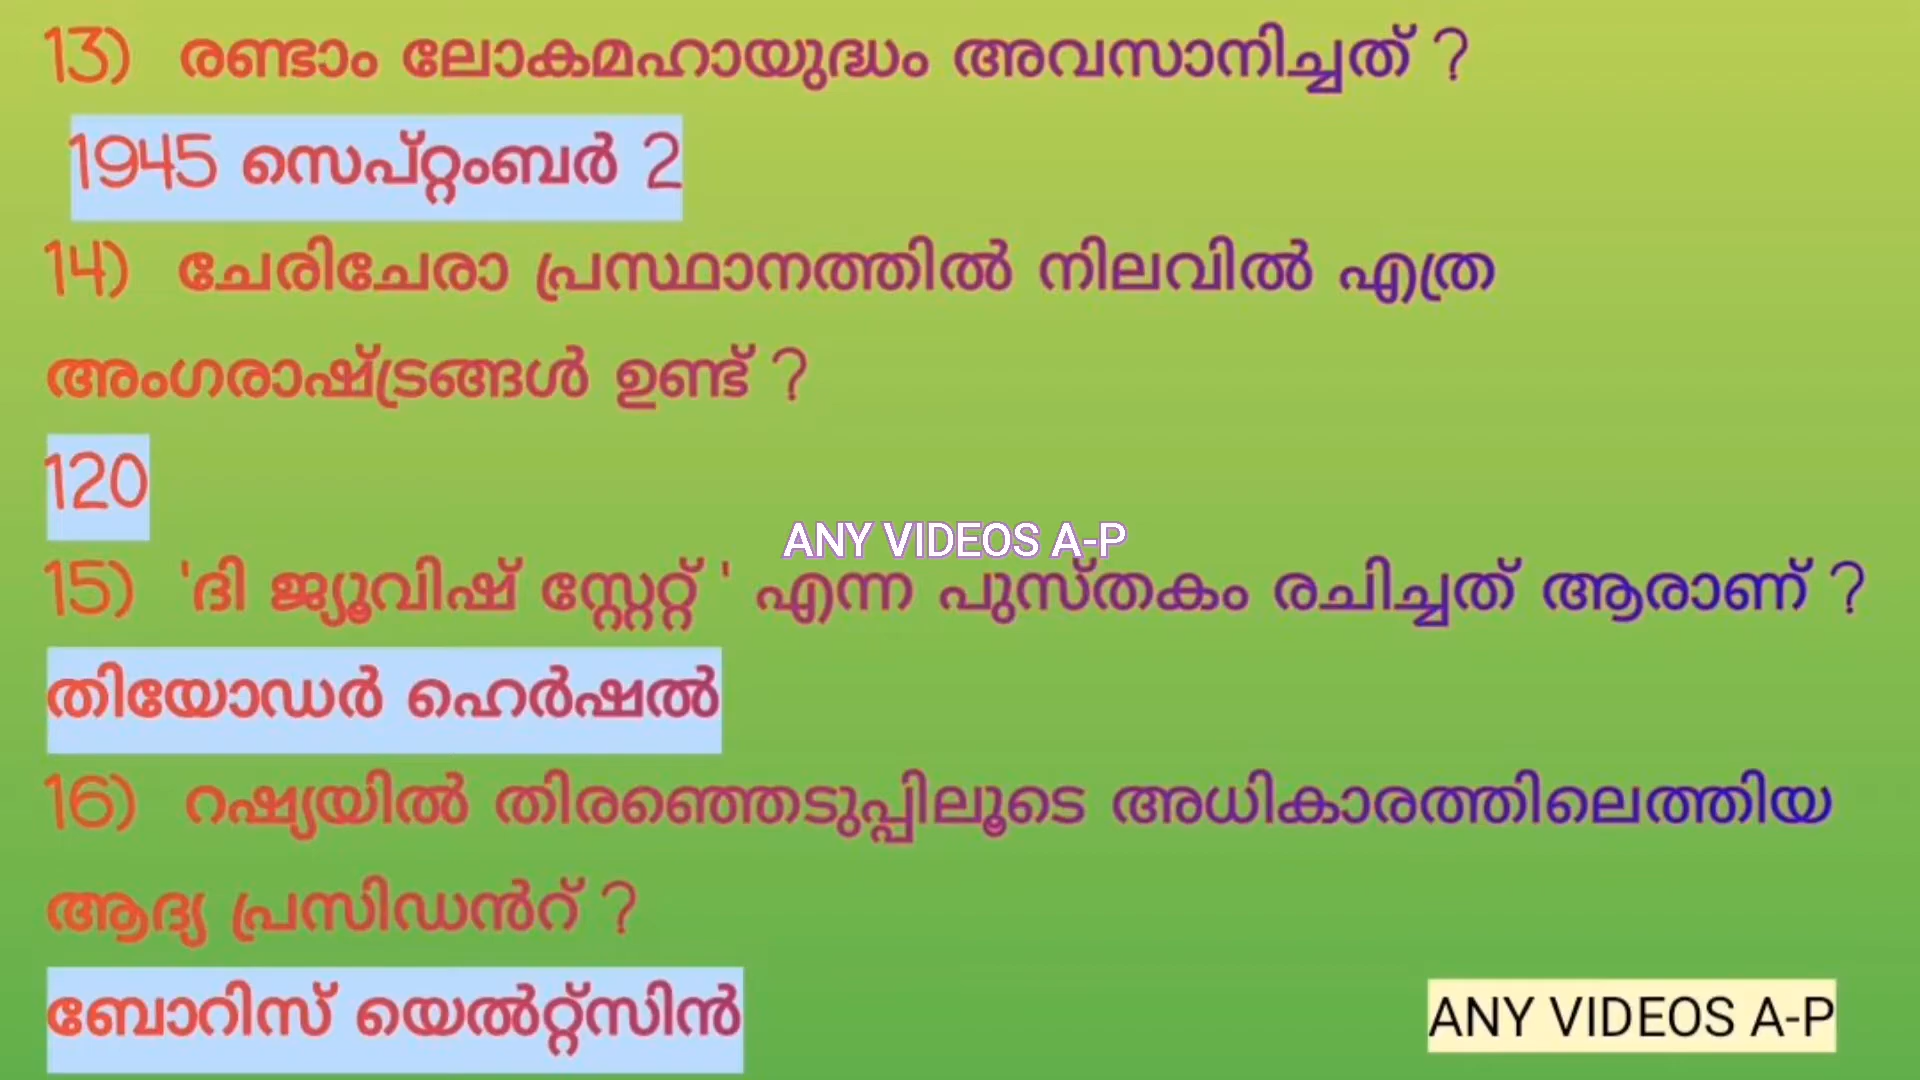 13) രണ്ടാം ലോകമഹായുദ്ധം അവസാനിച്ചത് ?
1945 സെപ്റ്റംബർ 2
14) ചേരിചേരാ പ്രസ്ഥാനത്തിൽ നിലവിൽ എത്ര
അംഗരാഷ്ട്രങ്ങൾ ഉണ്ട് ?
120
ANY VIDEOS A-P
15) 'ദി ജ്യൂവിഷ് സ്റ്റേറ്റ് ' എന്ന പുസ്തകം രചിച്ചത് ആരാണ് ?
തിയോഡർ ഹെർഷൽ
16) റഷ്യയിൽ തിരഞ്ഞെടുപ്പിലൂടെ അധികാരത്തിലെത്തിയ
ആദ്യ പ്രസിഡൻറ് ?
ബോറിസ് യെൽറ്റ്സിൻ
ANY VIDEOS A-P